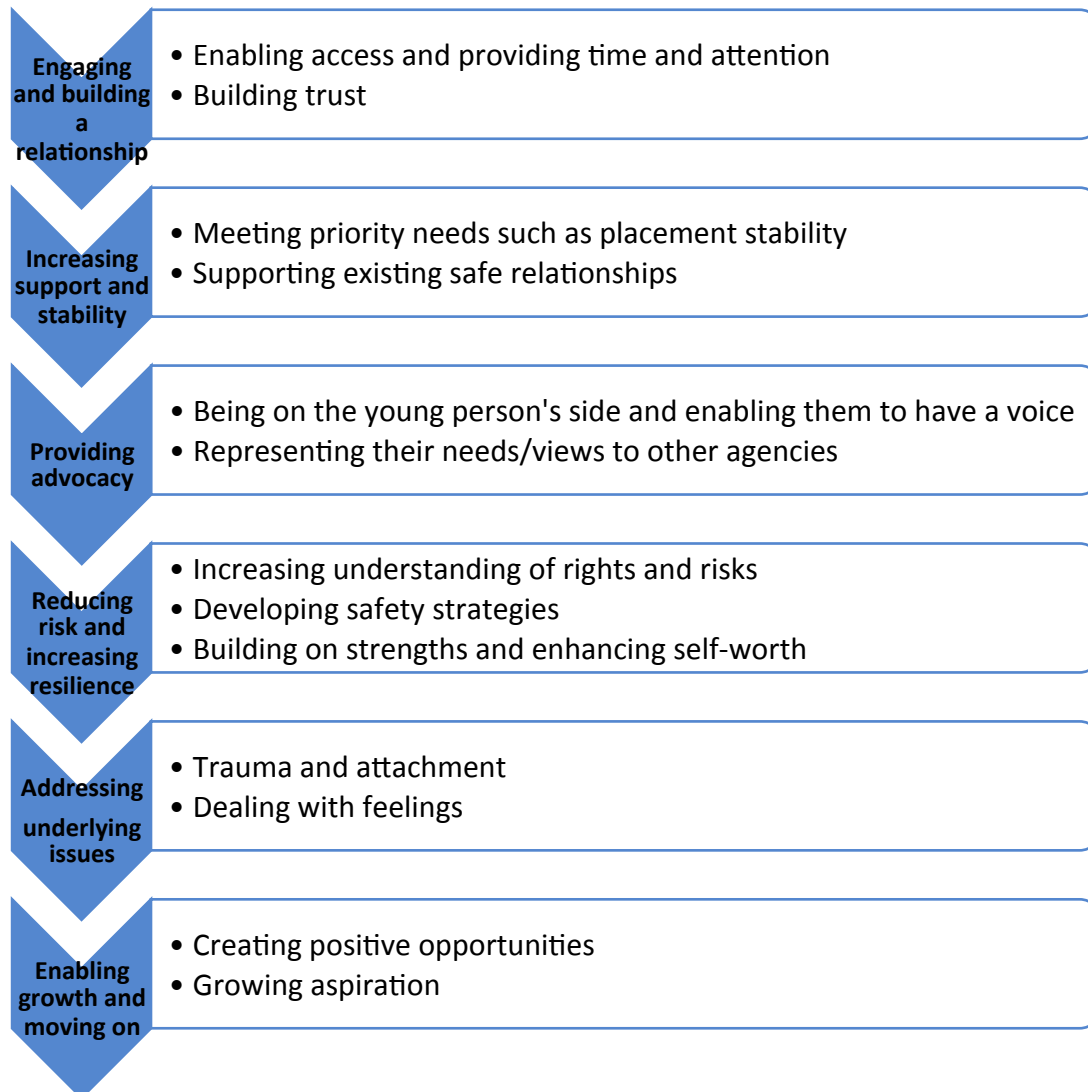 Engaging
and building
a
relationship
• Enabling access and providing time and attention
• Building trust
Increasing
support and
stability
• Meeting priority needs such as placement stability
• Supporting existing safe relationships
Providing
advocacy
• Being on the young person's side and enabling them to have a voice
• Representing their needs/views to other agencies
Reducing
risk and
increasing
resilience
• Increasing understanding of rights and risks
• Developing safety strategies
• Building on strengths and enhancing self-worth
Addressing
underlying
issues
• Trauma and attachment
• Dealing with feelings
Enabling
growth and
moving on
• Creating positive opportunities
• Growing aspiration